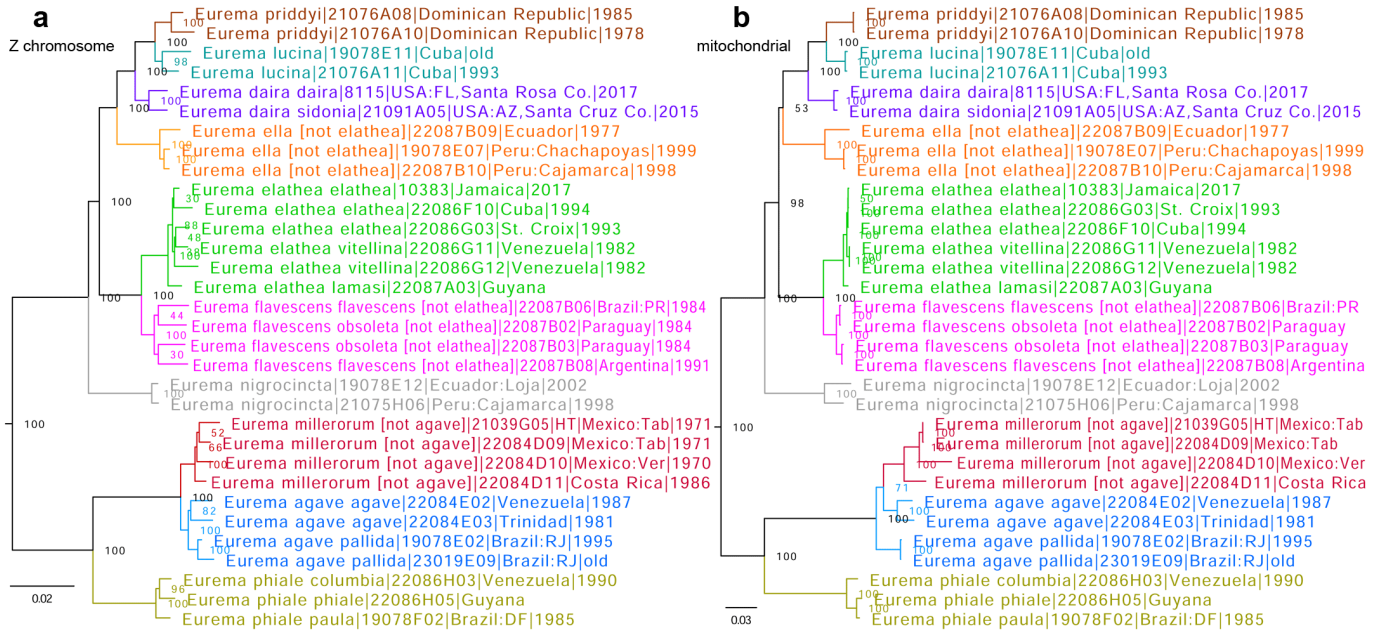 a
Z chromosome
Eurema priddyi|21076A08|Dominican Republic|1985
100
Eurema priddyi|21076A10|Dominican Republic|1978
100
Eurema lucina|19078E11|Cuba|old
98
Eurema lucina|21076A11|Cuba|1993
100
Eurema daira daira|8115|USA:FL,Santa Rosa Co.|2017
100
Eurema daira sidonia|21091A05|USA:AZ,Santa Cruz Co.|2015
100
Eurema ella [not elathea]|22087B09|Ecuador|1977
100
Eurema ella [not elathea]|19078E07|Peru:Chachapoyas|1999
100
Eurema ella [not elathea]|22087B10|Peru:Cajamarca|1998
Eurema elathea elathea|10383|Jamaica|2017
30
100
Eurema elathea elathea|22086F10|Cuba|1994
88
Eurema elathea elathea|22086G03|St. Croix|1993
48
Eurema elathea vitellina|22086G11|Venezuela|1982
100
Eurema elathea vitellina|22086G12|Venezuela|1982
Eurema elathea lamasi|22087A03|Guyana
100
100
Eurema flavescens flavescens [not elathea]|22087B06|Brazil:PR|1984
44
Eurema flavescens obsoleta [not elathea]|22087B02|Paraguay|1984
100
Eurema flavescens obsoleta [not elathea]|22087B03|Paraguay|1984
30
Eurema flavescens flavescens [not elathea]|22087B08|Argentina|1991
Eurema nigrocincta|19078E12|Ecuador:Loja|2002
100
Eurema nigrocincta|21075H06|Peru:Cajamarca|1998
100
Eurema millerorum [not agave]|21039G05|HT|Mexico:Tab|1971
52
Eurema millerorum [not agave]|22084D09|Mexico:Tab|1971
66
Eurema millerorum [not agave]|22084D10|Mexico:Ver|1970
100
Eurema millerorum [not agave]|22084D11|Costa Rica|1986
100
Eurema agave agave|22084E02|Venezuela|1987
82
Eurema agave agave|22084E03|Trinidad|1981
100
Eurema agave pallida|19078E02|Brazil:RJ|1995
100
Eurema agave pallida|23019E09|Brazil:RJ|old
100
Eurema phiale columbia|22086H03|Venezuela|1990
96
Eurema phiale phiale|22086H05|Guyana
100
Eurema phiale paula|19078F02|Brazil:DF|1985
0.02
b
mitochondrial
Eurema priddyi|21076A08|Dominican Republic|1985
100
Eurema priddyi|21076A10|Dominican Republic|1978
100
Eurema lucina|19078E11|Cuba|old
100
Eurema lucina|21076A11|Cuba|1993
100
Eurema daira daira|8115|USA:FL,Santa Rosa Co.|2017
100
Eurema daira sidonia|21091A05|USA:AZ,Santa Cruz Co.|2015
53
Eurema ella [not elathea]|22087B09|Ecuador|1977
100
Eurema ella [not elathea]|19078E07|Peru:Chachapoyas|1999
100
Eurema ella [not elathea]|22087B10|Peru:Cajamarca|1998
Eurema elathea elathea|10383|Jamaica|2017
50
98
Eurema elathea elathea|22086G03|St. Croix|1993
100
Eurema elathea elathea|22086F10|Cuba|1994
100
Eurema elathea vitellina|22086G11|Venezuela|1982
100
100
Eurema elathea vitellina|22086G12|Venezuela|1982
Eurema elathea lamasi|22087A03|Guyana
100
100
Eurema flavescens flavescens [not elathea]|22087B06|Brazil:PR
100
Eurema flavescens obsoleta [not elathea]|22087B02|Paraguay
100
Eurema flavescens obsoleta [not elathea]|22087B03|Paraguay
100
Eurema flavescens flavescens [not elathea]|22087B08|Argentina
Eurema nigrocincta|19078E12|Ecuador:Loja|2002
100
Eurema nigrocincta|21075H06|Peru:Cajamarca|1998
100
Eurema millerorum [not agave]|21039G05|HT|Mexico:Tab
100
Eurema millerorum [not agave]|22084D09|Mexico:Tab
100
Eurema millerorum [not agave]|22084D10|Mexico:Ver
100
Eurema millerorum [not agave]|22084D11|Costa Rica
71
Eurema agave agave|22084E02|Venezuela|1987
100
100
Eurema agave agave|22084E03|Trinidad|1981
Eurema agave pallida|19078E02|Brazil:RJ|1995
100
Eurema agave pallida|23019E09|Brazil:RJ|old
100
Eurema phiale columbia|22086H03|Venezuela|1990
100
Eurema phiale phiale|22086H05|Guyana
100
Eurema phiale paula|19078F02|Brazil:DF|1985
0.03